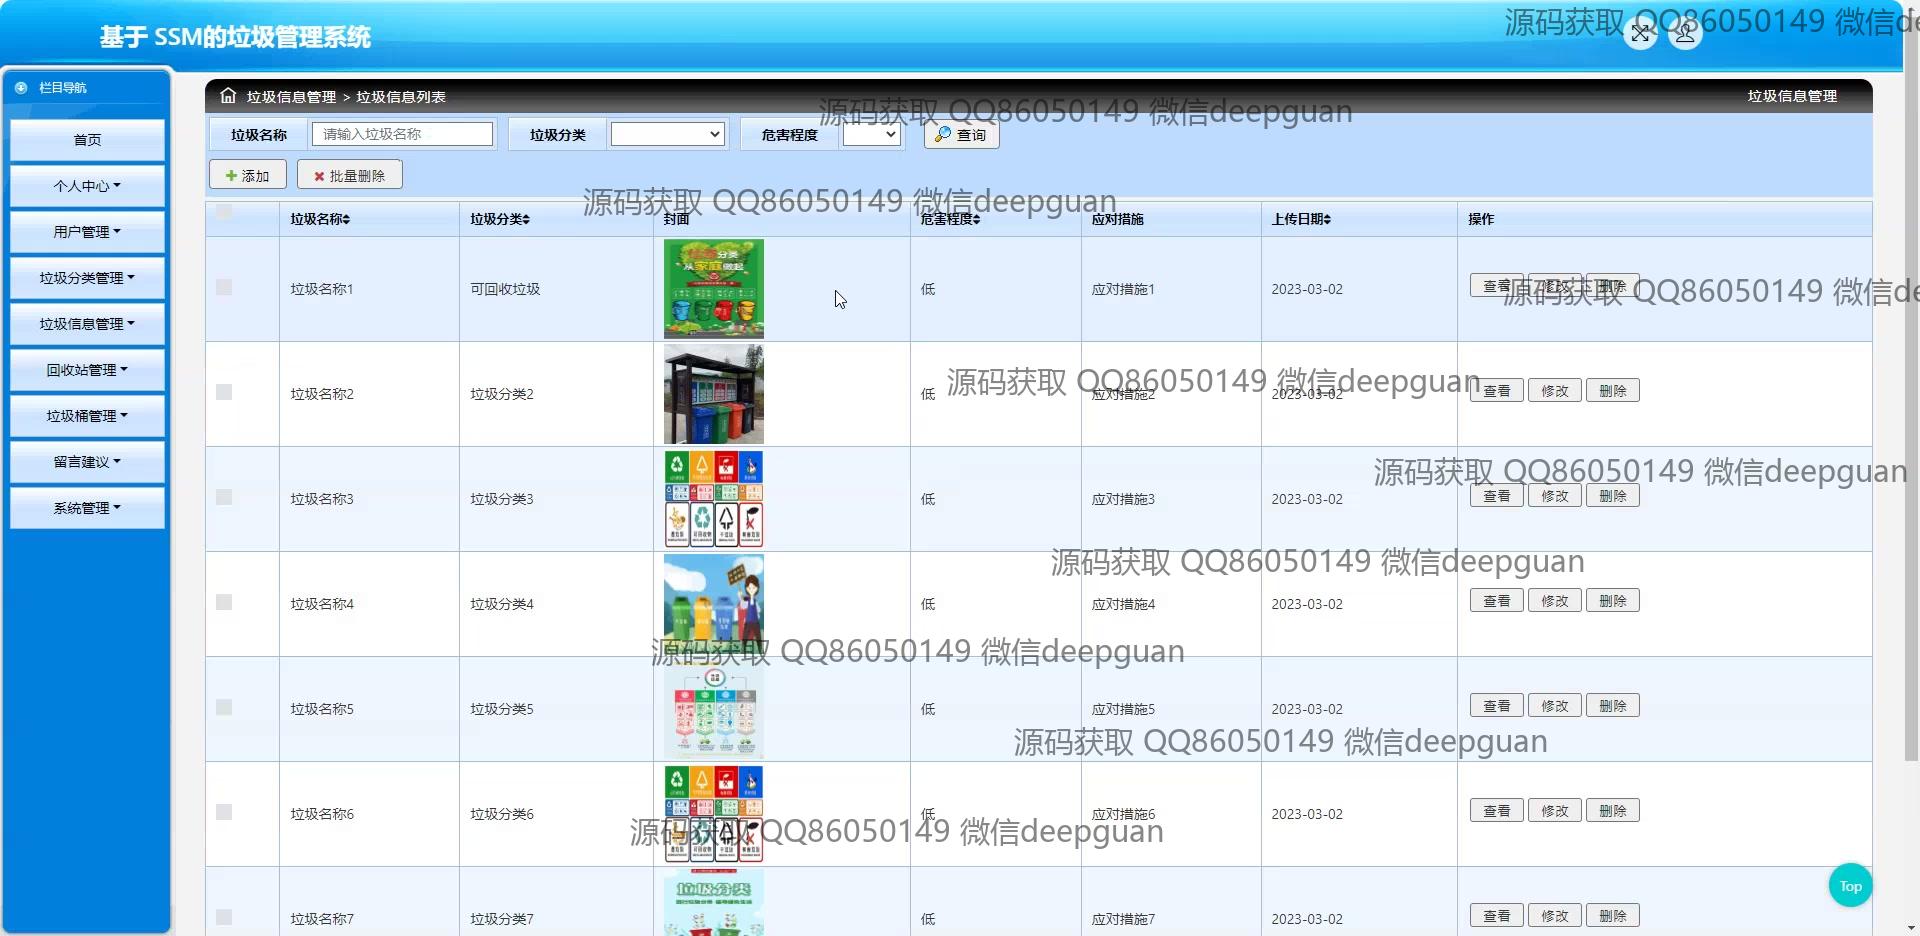 基于 SSM的垃圾管理系统
源码获取 QQ86050149 微信de
栏目导航
首页
个人中心
用户管理
垃圾分类管理
垃圾信息管理
回收站管理
垃圾桶管理
留言建议
系统管理
垃圾信息管理 > 垃圾信息列表
垃圾信息管理
源码获取 QQ86050149 微信deepguan
垃圾名称 请输入垃圾名称 垃圾分类 危害程度 查询
添加 批量删除
源码获取 QQ86050149 微信deepguan
垃圾名称 垃圾分类 封面 危害程度 应对措施 上传日期 操作
垃圾名称1 可回收垃圾 低 应对措施1 2023-03-02 查看 修改 删除
垃圾分类
从家庭做起
源码获取 QQ86050149 微信de
垃圾名称2 垃圾分类2 低 应对措施2 2023-03-02 查看 修改 删除
源码获取 QQ86050149 微信deepguan
垃圾名称3 垃圾分类3 低 应对措施3 2023-03-02 查看 修改 删除
源码获取 QQ86050149 微信deepguan
源码获取 QQ86050149 微信deepguan
垃圾名称4 垃圾分类4 低 应对措施4 2023-03-02 查看 修改 删除
源码获取 QQ86050149 微信deepguan
垃圾名称5 垃圾分类5 低 应对措施5 2023-03-02 查看 修改 删除
源码获取 QQ86050149 微信deepguan
垃圾名称6 垃圾分类6 低 应对措施6 2023-03-02 查看 修改 删除
源码获取 QQ86050149 微信deepguan
Top
垃圾分类
垃圾名称7 垃圾分类7 低 应对措施7 2023-03-02 查看 修改 删除